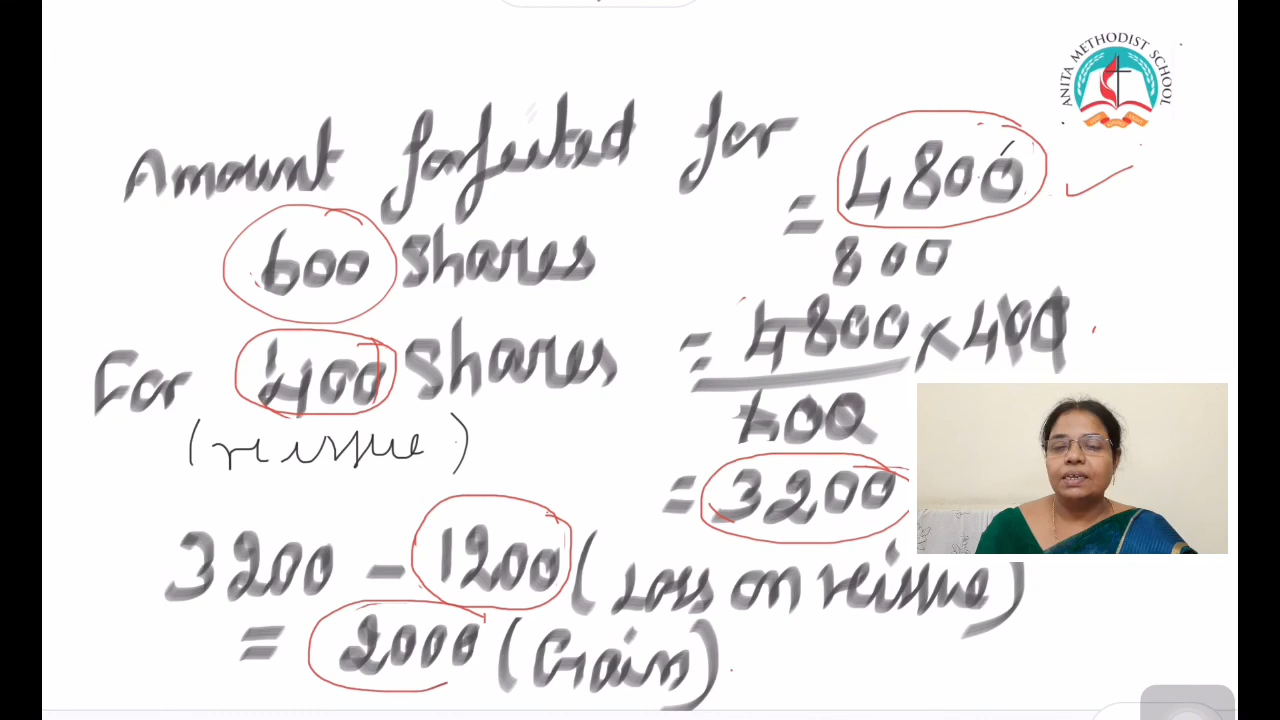 ANITA METHODIST SCHOOL
Amount forfeited for
600 shares = 4800
800
For 400 shares = 4800 × 400
(reissue)
= 3200
3200 - 1200 (Loss on reissue)
= 2000 (Gain)